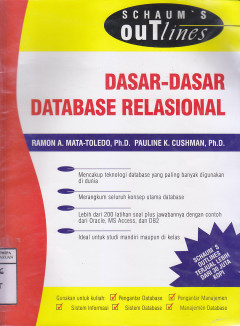 SCHAUM'S
OUTlines
DASAR-DASAR
DATABASE RELASIONAL
RAMON A. MATA-TOLEDO, Ph.D. PAULINE K. CUSHMAN, Ph.D.
Mencakup teknologi database yang paling banyak digunakan
di dunia
Merangkum seluruh konsep utama database
Lebih dari 200 latihan soal plus jawabannya dengan contoh
dari Oracle, MS Access, dan DB2
Ideal untuk studi mandiri maupun di kelas
SCHAUM'S
OUTLINES
TERJUAL LEBIH
DARI 30 JUTA
KOPI
Gunakan untuk kuliah: Pengantar Database Pengantar Manajemen
Sistem Informasi Sistem Database Manajemen Database